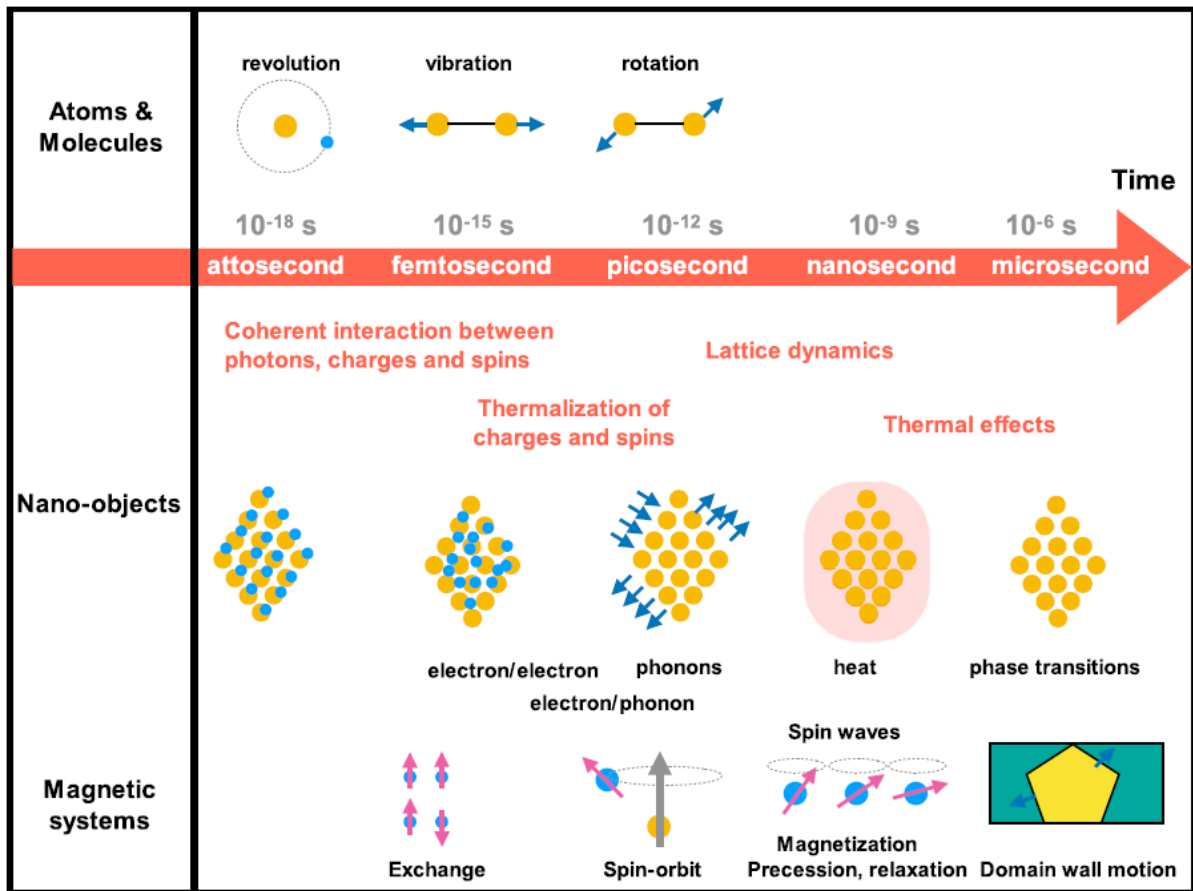 revolution
vibration
rotation
Atoms &
Molecules
Time
10⁻¹⁸ s
10⁻¹⁵ s
10⁻¹² s
10⁻⁹ s
10⁻⁶ s
attosecond
femtosecond
picosecond
nanosecond
microsecond
Coherent interaction between
photons, charges and spins
Lattice dynamics
Thermalization of
charges and spins
Thermal effects
Nano-objects
electron/electron
phonons
heat
phase transitions
electron/phonon
Spin waves
Magnetic
systems
Exchange
Spin-orbit
Magnetization
Precession, relaxation
Domain wall motion